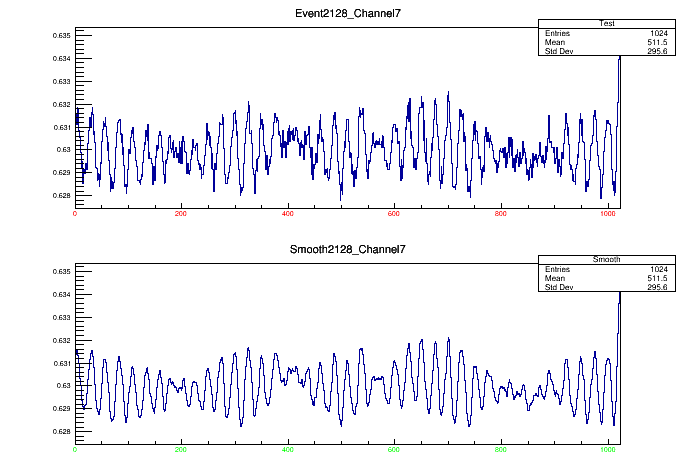 Event2128_Channel7
Test
Entries 1024
Mean 511.5
Std Dev 295.6
0.635
0.634
0.633
0.632
0.631
0.63
0.629
0.628
0 200 400 600 800 1000
Smooth2128_Channel7
Smooth
Entries 1024
Mean 511.5
Std Dev 295.6
0.635
0.634
0.633
0.632
0.631
0.63
0.629
0.628
0 200 400 600 800 1000